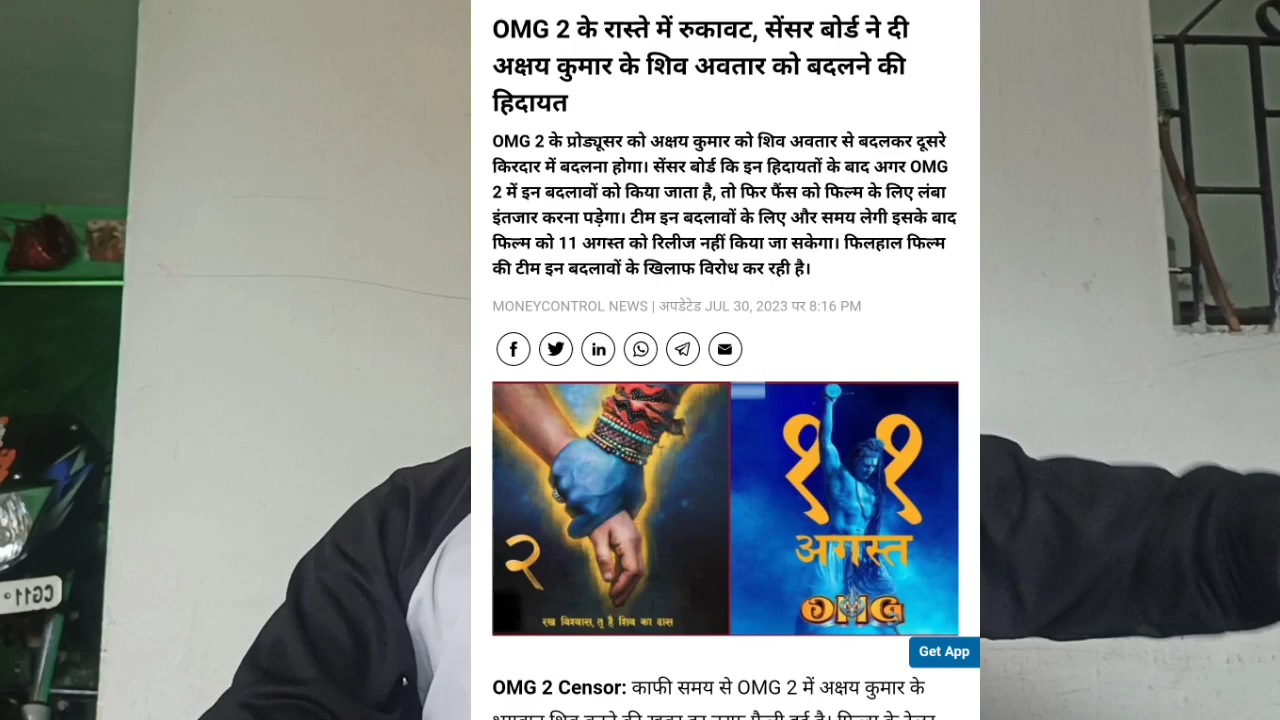 OMG 2 के रास्ते में रुकावट, सेंसर बोर्ड ने दी
अक्षय कुमार के शिव अवतार को बदलने की
हिदायत
OMG 2 के प्रोड्यूसर को अक्षय कुमार को शिव अवतार से बदलकर दूसरे
किरदार में बदलना होगा। सेंसर बोर्ड कि इन हिदायतों के बाद अगर OMG
2 में इन बदलावों को किया जाता है, तो फिर फैंस को फिल्म के लिए लंबा
इंतजार करना पड़ेगा। टीम इन बदलावों के लिए और समय लेगी इसके बाद
फिल्म को 11 अगस्त को रिलीज नहीं किया जा सकेगा। फिलहाल फिल्म
की टीम इन बदलावों के खिलाफ विरोध कर रही है।
MONEYCONTROL NEWS | अपडेटेड JUL 30, 2023 पर 8:16 PM
११
अगस्त
OMG
२
रख विश्वास, तू है शिव का दास
Get App
OMG 2 Censor: काफी समय से OMG 2 में अक्षय कुमार के
CG11